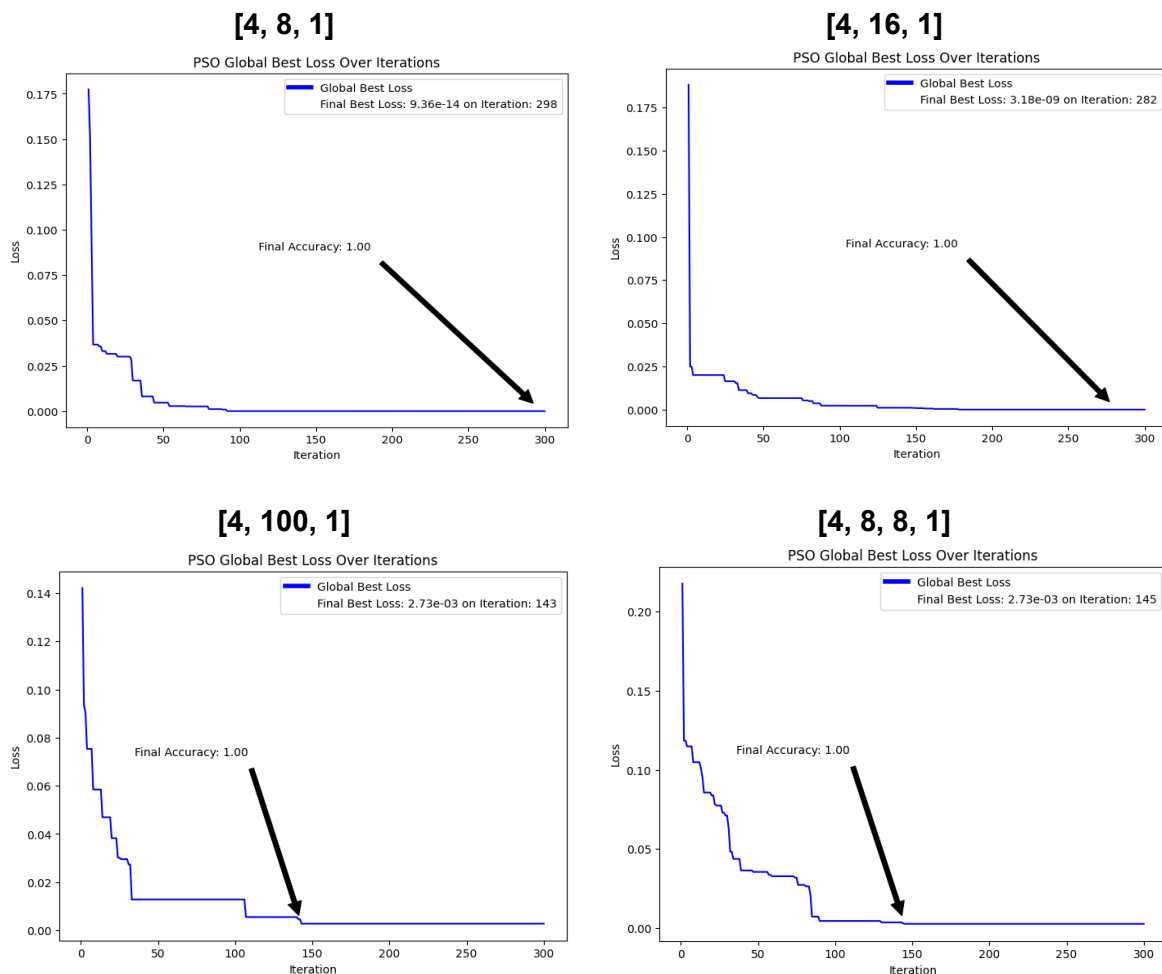 [4, 8, 1]
PSO Global Best Loss Over Iterations
Global Best Loss
Final Best Loss: 9.36e-14 on Iteration: 298
0.175
0.150
0.125
0.100
0.075
0.050
0.025
0.000
Loss
Final Accuracy: 1.00
0 50 100 150 200 250 300
Iteration
[4, 16, 1]
PSO Global Best Loss Over Iterations
Global Best Loss
Final Best Loss: 3.18e-09 on Iteration: 282
0.175
0.150
0.125
0.100
0.075
0.050
0.025
0.000
Loss
Final Accuracy: 1.00
0 50 100 150 200 250 300
Iteration
[4, 100, 1]
PSO Global Best Loss Over Iterations
Global Best Loss
Final Best Loss: 2.73e-03 on Iteration: 143
0.14
0.12
0.10
0.08
0.06
0.04
0.02
0.00
Loss
Final Accuracy: 1.00
0 50 100 150 200 250 300
Iteration
[4, 8, 8, 1]
PSO Global Best Loss Over Iterations
Global Best Loss
Final Best Loss: 2.73e-03 on Iteration: 145
0.20
0.15
0.10
0.05
0.00
Loss
Final Accuracy: 1.00
0 50 100 150 200 250 300
Iteration